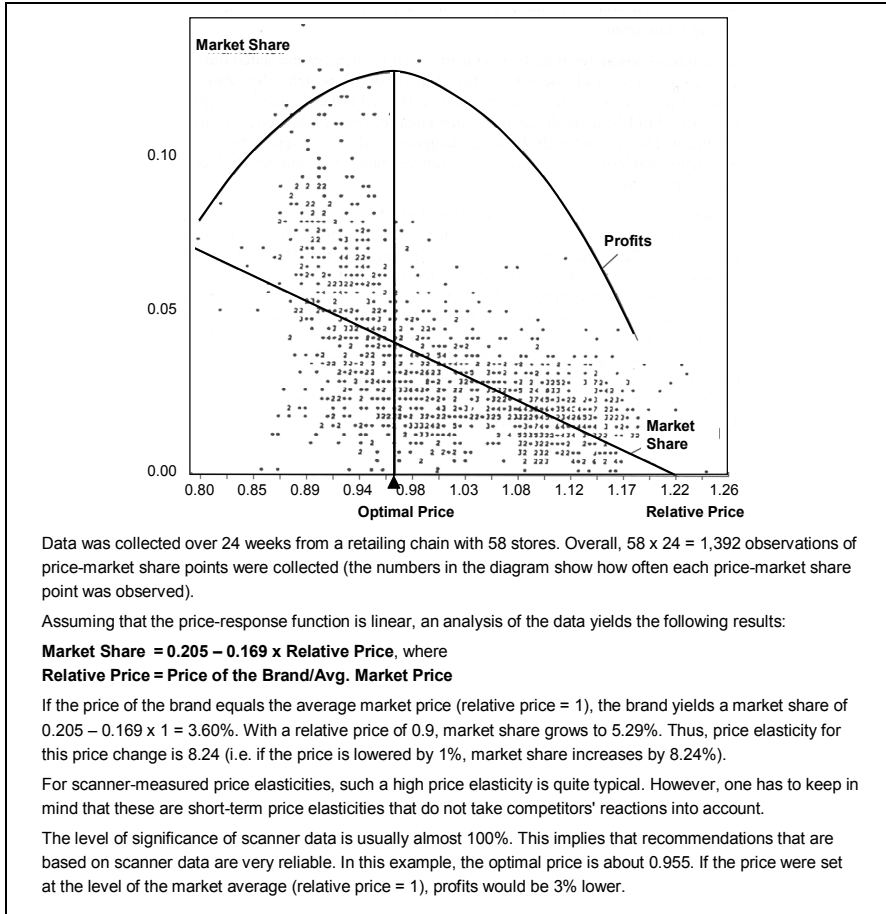 Market Share
0.10
Profits
0.05
Market
Share
0.00
0.80 0.85 0.89 0.94 0.98 1.03 1.08 1.12 1.17 1.22 1.26
Optimal Price Relative Price
Data was collected over 24 weeks from a retailing chain with 58 stores. Overall, 58 x 24 = 1,392 observations of
price-market share points were collected (the numbers in the diagram show how often each price-market share
point was observed).
Assuming that the price-response function is linear, an analysis of the data yields the following results:
Market Share = 0.205 – 0.169 x Relative Price, where
Relative Price = Price of the Brand/Avg. Market Price
If the price of the brand equals the average market price (relative price = 1), the brand yields a market share of
0.205 – 0.169 x 1 = 3.60%. With a relative price of 0.9, market share grows to 5.29%. Thus, price elasticity for
this price change is 8.24 (i.e. if the price is lowered by 1%, market share increases by 8.24%).
For scanner-measured price elasticities, such a high price elasticity is quite typical. However, one has to keep in
mind that these are short-term price elasticities that do not take competitors' reactions into account.
The level of significance of scanner data is usually almost 100%. This implies that recommendations that are
based on scanner data are very reliable. In this example, the optimal price is about 0.955. If the price were set
at the level of the market average (relative price = 1), profits would be 3% lower.